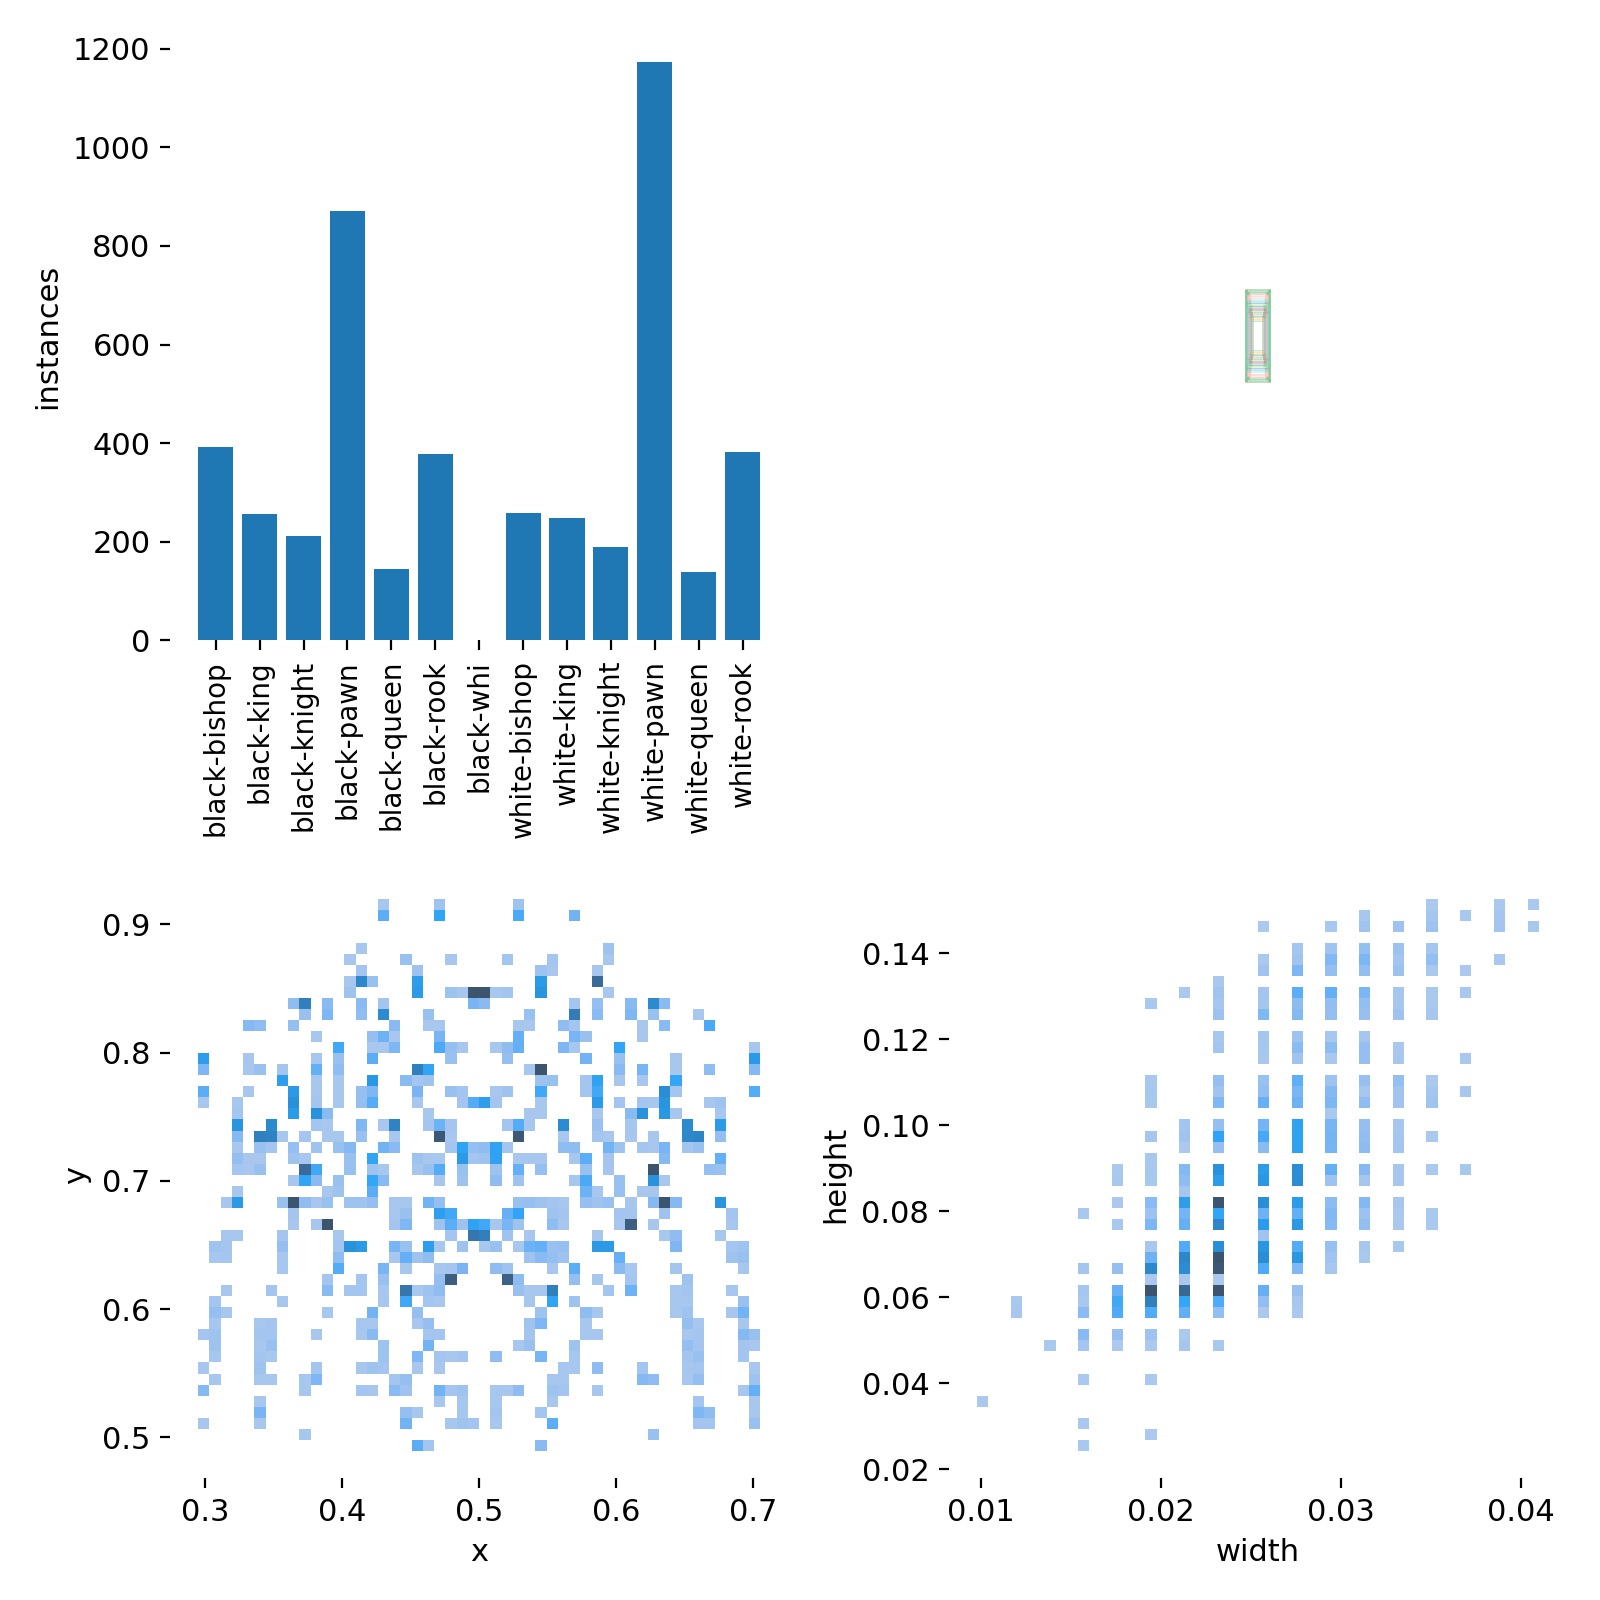 1200
1000
800
600
400
200
0
instances
black-bishop
black-king
black-knight
black-pawn
black-queen
black-rook
black-whi
white-bishop
white-king
white-knight
white-pawn
white-queen
white-rook
0.9
0.8
0.7
0.6
0.5
y
0.3 0.4 0.5 0.6 0.7
x
0.14
0.12
0.10
0.08
0.06
0.04
0.02
height
0.01 0.02 0.03 0.04
width